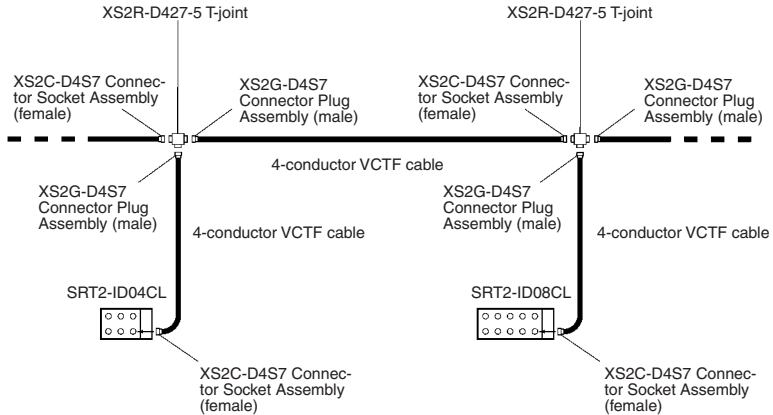 XS2R-D427-5 T-joint
XS2R-D427-5 T-joint
XS2C-D4S7 Connec-
tor Socket Assembly
(female)
XS2G-D4S7
Connector Plug
Assembly (male)
XS2C-D4S7 Connec-
tor Socket Assembly
(female)
XS2G-D4S7
Connector Plug
Assembly (male)
4-conductor VCTF cable
XS2G-D4S7
Connector Plug
Assembly (male)
4-conductor VCTF cable
XS2G-D4S7
Connector Plug
Assembly (male)
4-conductor VCTF cable
SRT2-ID04CL
SRT2-ID08CL
XS2C-D4S7 Connec-
tor Socket Assembly
(female)
XS2C-D4S7 Connec-
tor Socket Assembly
(female)